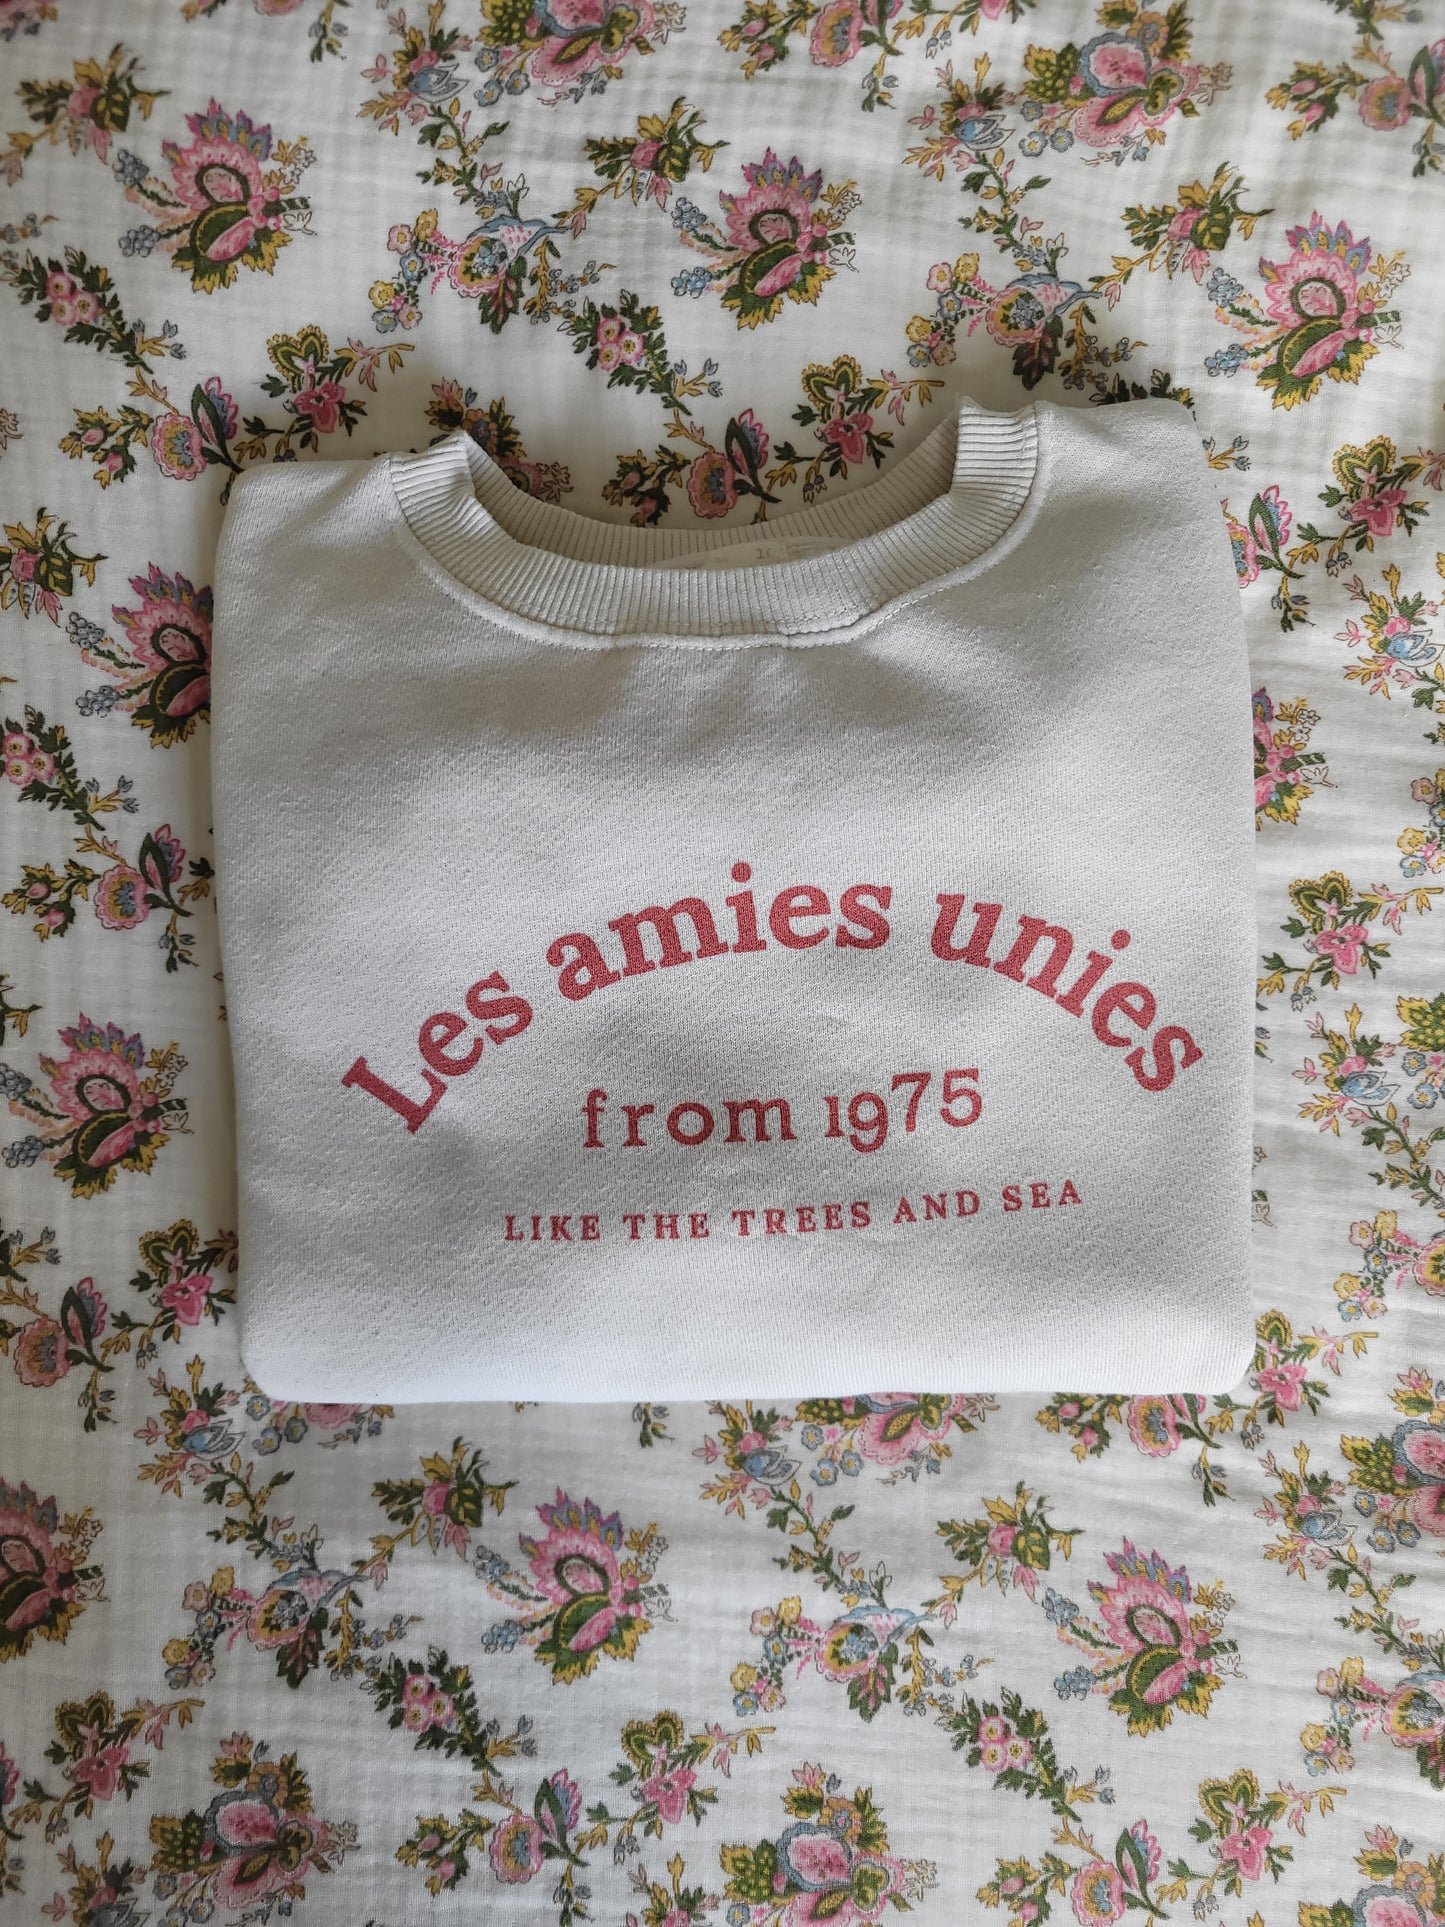 Les amies unies
from 1975
LIKE THE TREES AND SEA